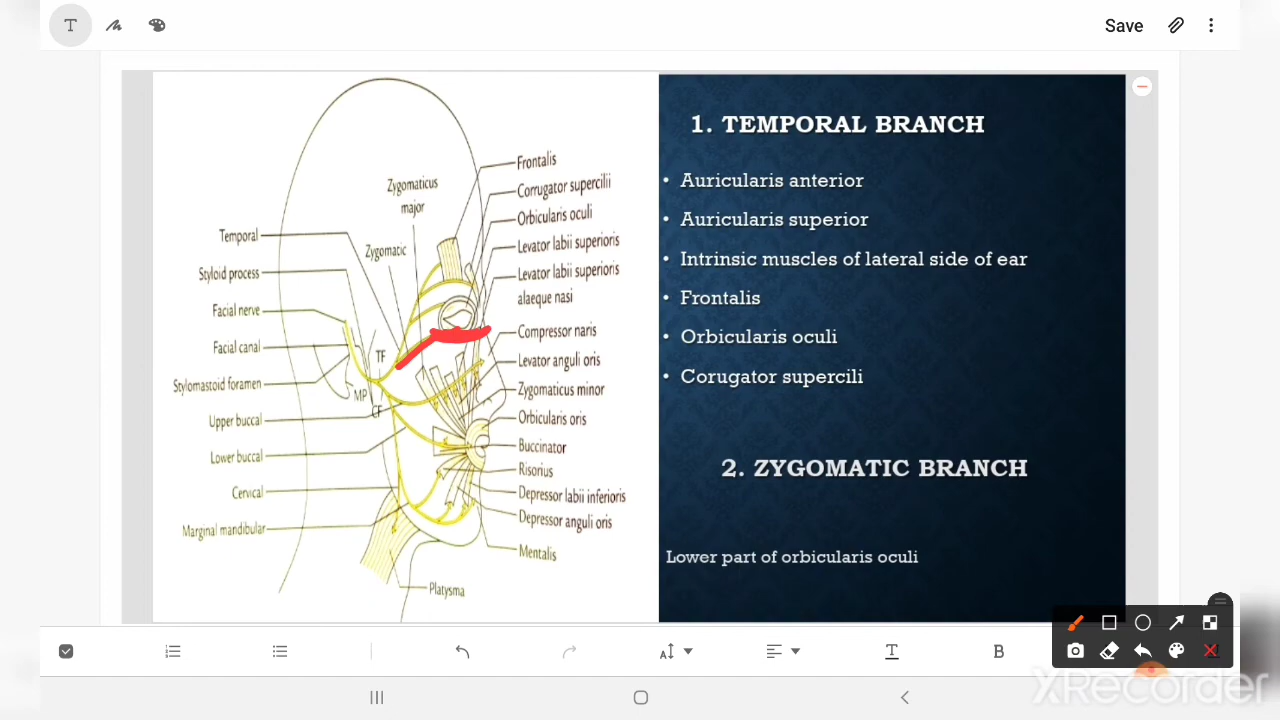 T
Save
Frontalis
Corrugator supercilii
Orbicularis oculi
Levator labii superioris
Levator labii superioris
alaeque nasi
Compressor naris
Levator anguli oris
Zygomaticus minor
Orbicularis oris
Buccinator
Risorius
Depressor labii inferioris
Depressor anguli oris
Mentalis
Platysma
Zygomaticus
major
Zygomatic
Temporal
Styloid process
Facial nerve
Facial canal
Stylomastoid foramen
Upper buccal
Lower buccal
Cervical
Marginal mandibular
TF
MP
CF
1. TEMPORAL BRANCH
• Auricularis anterior
• Auricularis superior
• Intrinsic muscles of lateral side of ear
• Frontalis
• Orbicularis oculi
• Corugator supercili
2. ZYGOMATIC BRANCH
Lower part of orbicularis oculi
T
B
XRecorder